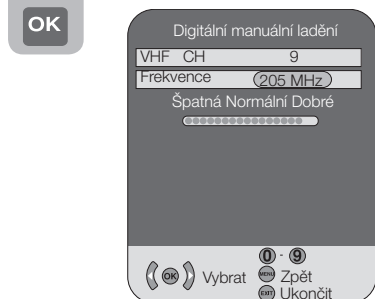 OK
Digitální manuální ladění
VHF CH 9
Frekvence 205 MHz
Špatná Normální Dobré
0 - 9
OK Vybrat MENU Zpět
EXIT Ukončit